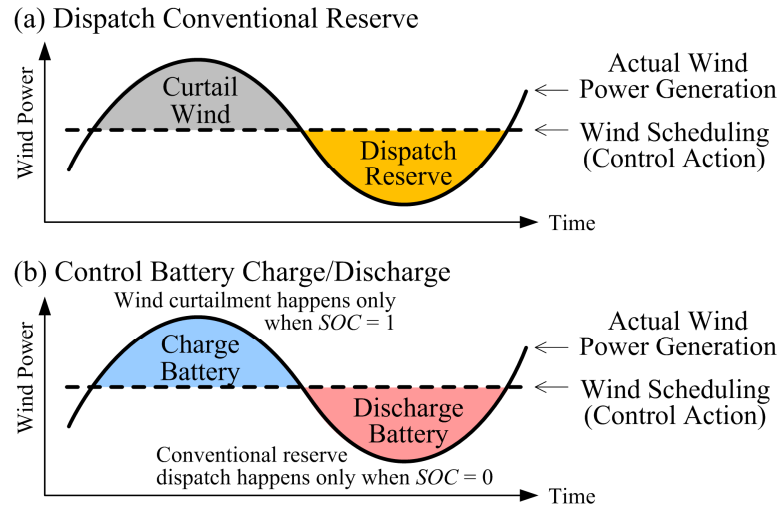 (a) Dispatch Conventional Reserve
Wind Power
Curtail
Wind
Dispatch
Reserve
Actual Wind
Power Generation
Wind Scheduling
(Control Action)
Time
(b) Control Battery Charge/Discharge
Wind curtailment happens only
when SOC = 1
Wind Power
Charge
Battery
Discharge
Battery
Actual Wind
Power Generation
Wind Scheduling
(Control Action)
Conventional reserve
dispatch happens only when SOC = 0
Time